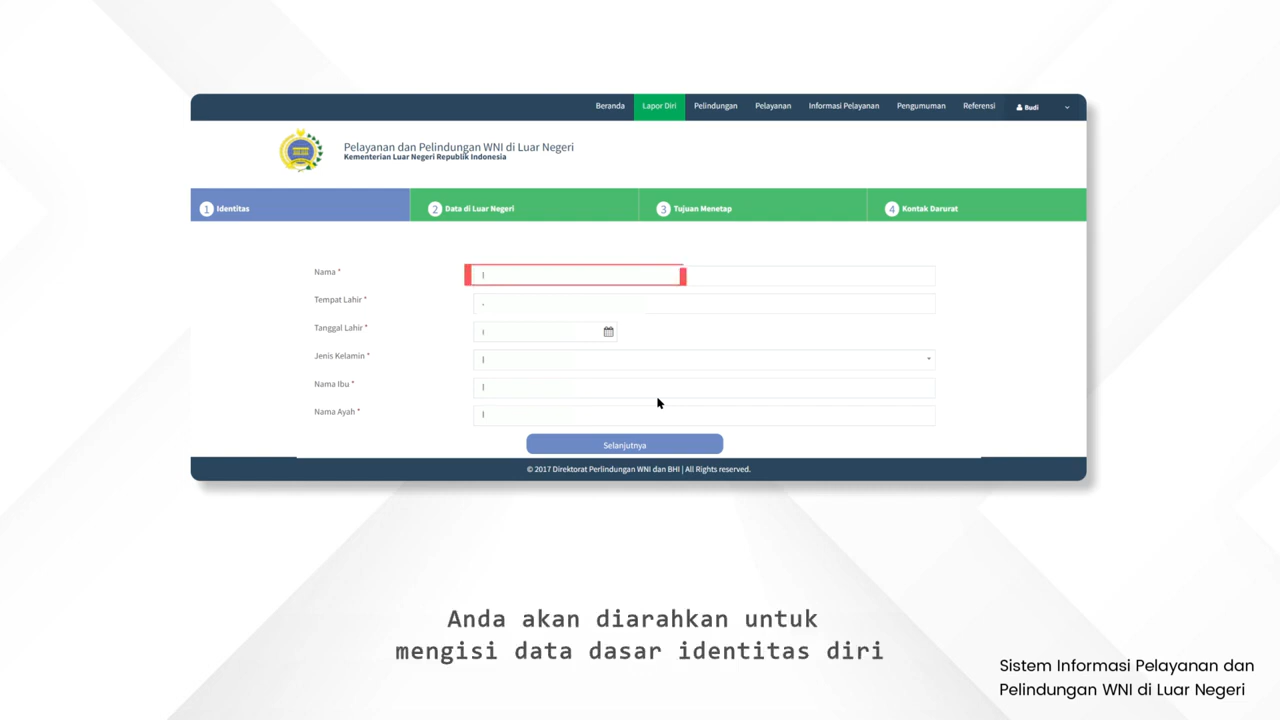 Beranda Lapor Diri Pelindungan Pelayanan Informasi Pelayanan Pengumuman Referensi Budi
Pelayanan dan Pelindungan WNI di Luar Negeri
Kementerian Luar Negeri Republik Indonesia
1 Identitas 2 Data di Luar Negeri 3 Tujuan Menetap 4 Kontak Darurat
Nama *
Tempat Lahir *
Tanggal Lahir *
Jenis Kelamin *
Nama Ibu *
Nama Ayah *
Selanjutnya
© 2017 Direktorat Perlindungan WNI dan BHI | All Rights reserved.
Anda akan diarahkan untuk
mengisi data dasar identitas diri
Sistem Informasi Pelayanan dan
Pelindungan WNI di Luar Negeri